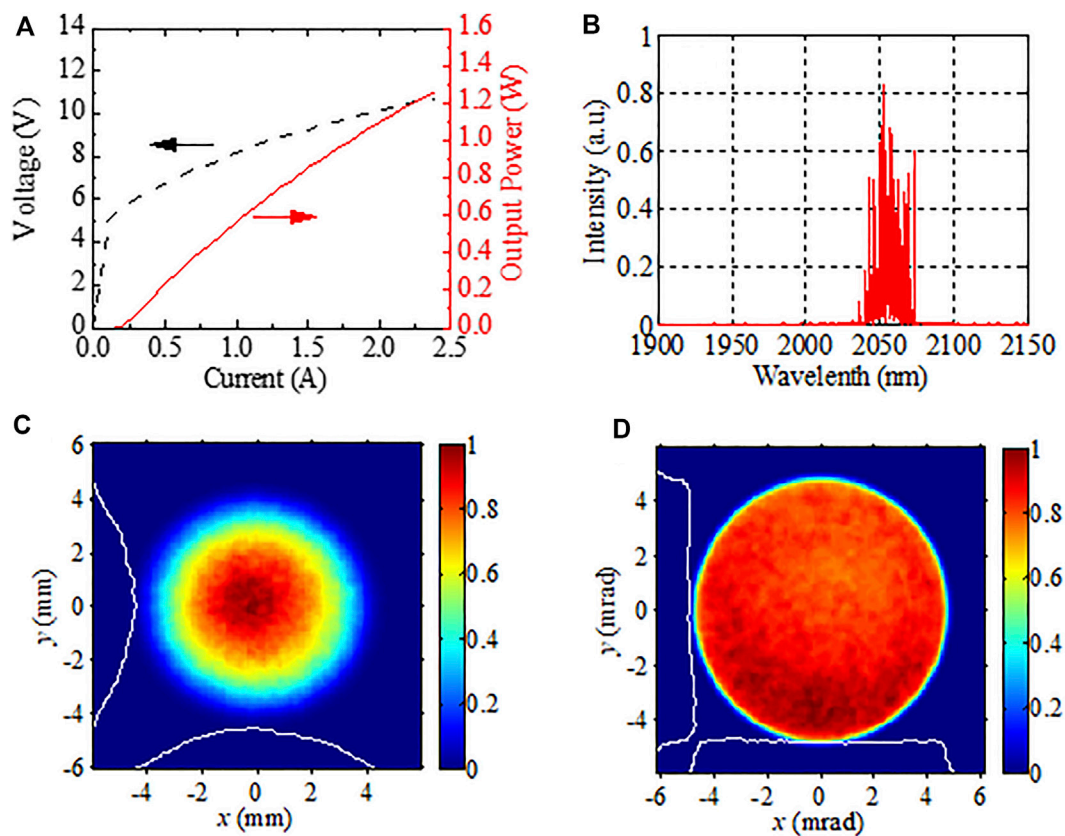 A
Voltage (V)
14
12
10
8
6
4
2
0
0.0 0.5 1.0 1.5 2.0 2.5
Current (A)
1.6
1.4
1.2
1.0
0.8
0.6
0.4
0.2
0.0
Output Power (W)
B
Intensity (a.u.)
1
0.8
0.6
0.4
0.2
0
1900 1950 2000 2050 2100 2150
Wavelenth (nm)
C
y (mm)
6
4
2
0
-2
-4
-6
-4 -2 0 2 4
x (mm)
1
0.8
0.6
0.4
0.2
0
D
y (mrad)
4
2
0
-2
-4
-6 -4 -2 0 2 4 6
x (mrad)
1
0.8
0.6
0.4
0.2
0